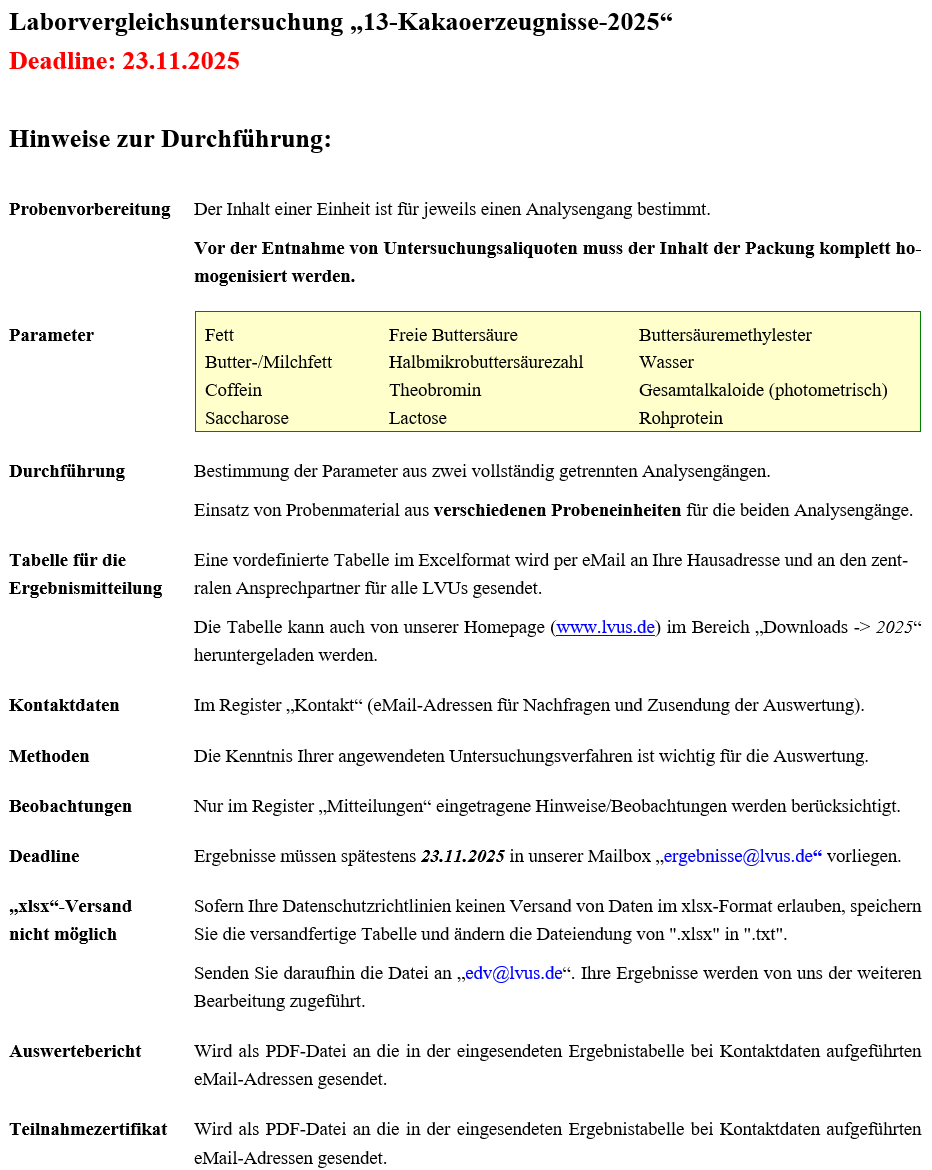 Laborvergleichsuntersuchung „13-Kakaoerzeugnisse-2025“
Deadline: 23.11.2025
Hinweise zur Durchführung:
Probenvorbereitung Der Inhalt einer Einheit ist für jeweils einen Analysengang bestimmt.
Vor der Entnahme von Untersuchungsaliquoten muss der Inhalt der Packung komplett ho-
mogenisiert werden.
Parameter Fett Freie Buttersäure Buttersäuremethylester
Butter-/Milchfett Halbmikrobuttersäurezahl Wasser
Coffein Theobromin Gesamtalkaloide (photometrisch)
Saccharose Lactose Rohprotein
Durchführung Bestimmung der Parameter aus zwei vollständig getrennten Analysengängen.
Einsatz von Probenmaterial aus verschiedenen Probeneinheiten für die beiden Analysengänge.
Tabelle für die Eine vordefinierte Tabelle im Excelformat wird per eMail an Ihre Hausadresse und an den zent-
Ergebnismitteilung ralen Ansprechpartner für alle LVUs gesendet.
Die Tabelle kann auch von unserer Homepage (www.lvus.de) im Bereich „Downloads -> 2025“
heruntergeladen werden.
Kontaktdaten Im Register „Kontakt“ (eMail-Adressen für Nachfragen und Zusendung der Auswertung).
Methoden Die Kenntnis Ihrer angewendeten Untersuchungsverfahren ist wichtig für die Auswertung.
Beobachtungen Nur im Register „Mitteilungen“ eingetragene Hinweise/Beobachtungen werden berücksichtigt.
Deadline Ergebnisse müssen spätestens 23.11.2025 in unserer Mailbox „ergebnisse@lvus.de“ vorliegen.
„xlsx“-Versand Sofern Ihre Datenschutzrichtlinien keinen Versand von Daten im xlsx-Format erlauben, speichern
nicht möglich Sie die versandfertige Tabelle und ändern die Dateiendung von ".xlsx" in ".txt".
Senden Sie daraufhin die Datei an „edv@lvus.de“. Ihre Ergebnisse werden von uns der weiteren
Bearbeitung zugeführt.
Auswertebericht Wird als PDF-Datei an die in der eingesendeten Ergebnistabelle bei Kontaktdaten aufgeführten
eMail-Adressen gesendet.
Teilnahmezertifikat Wird als PDF-Datei an die in der eingesendeten Ergebnistabelle bei Kontaktdaten aufgeführten
eMail-Adressen gesendet.